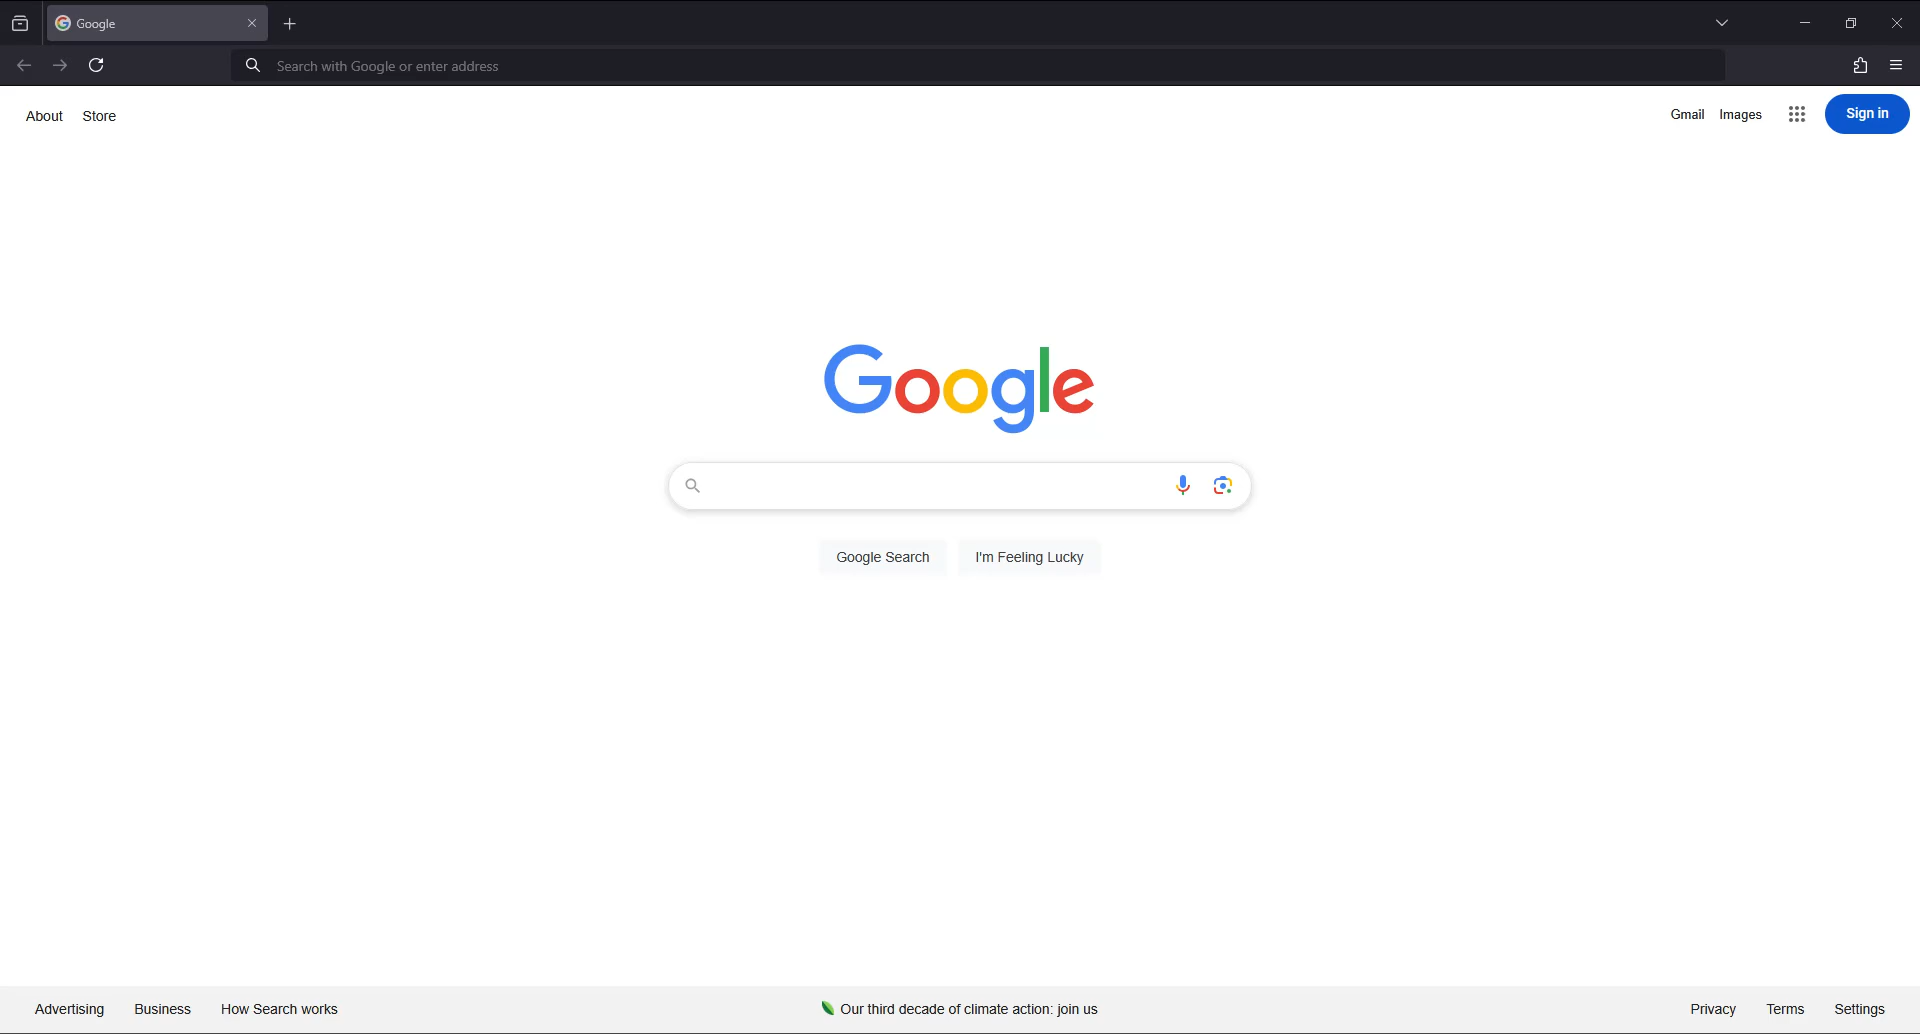 Google
Search with Google or enter address
About Store
Gmail Images Sign in
Google
Google Search I'm Feeling Lucky
Advertising Business How Search works
Our third decade of climate action: join us
Privacy Terms Settings